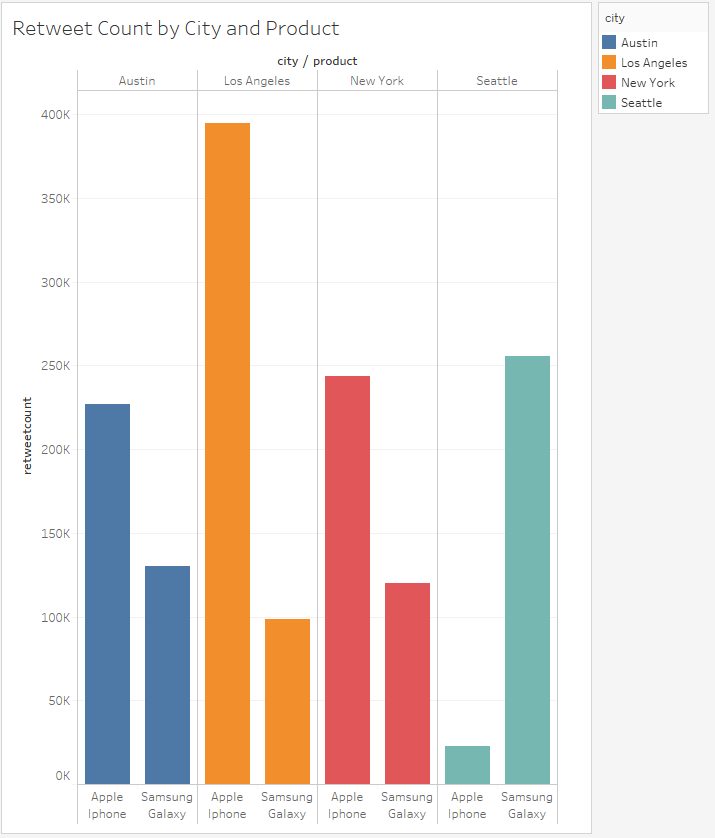 Retweet Count by City and Product
city / product
Austin
Los Angeles
New York
Seattle
400K
350K
300K
250K
200K
150K
100K
50K
0K
retweetcount
Apple Iphone
Samsung Galaxy
Apple Iphone
Samsung Galaxy
Apple Iphone
Samsung Galaxy
Apple Iphone
Samsung Galaxy
city
Austin
Los Angeles
New York
Seattle